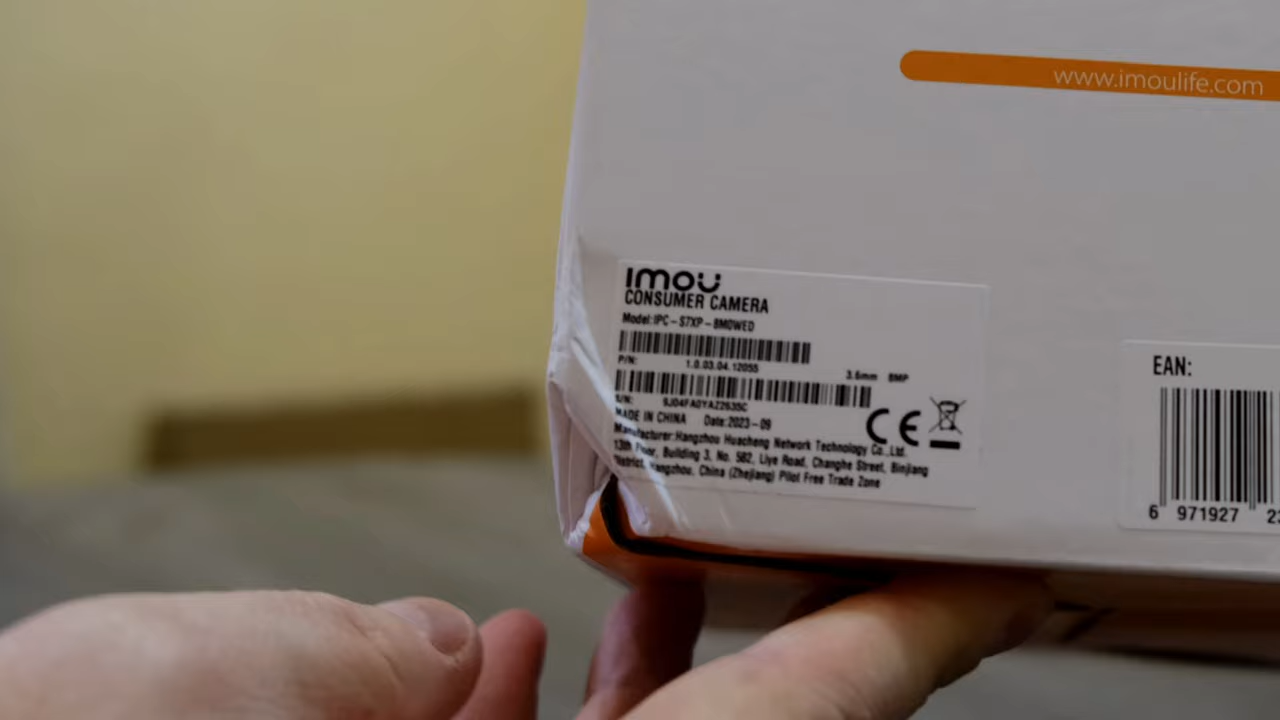 www.imoulife.com
imou
CONSUMER CAMERA
Model:IPC-S7XP-8M0WED
P/N: 1.0.03.04.12055
3.6mm 8MP
S/N:
MADE IN CHINA Date:2023-09
Manufacturer:Hangzhou Huacheng Network Technology Co.,Ltd.
13th Floor, Building 3, No. 582, Liye Road, Changhe Street, Binjiang
District, Hangzhou, China (Zhejiang) Pilot Free Trade Zone
CE
EAN:
6 971927 23